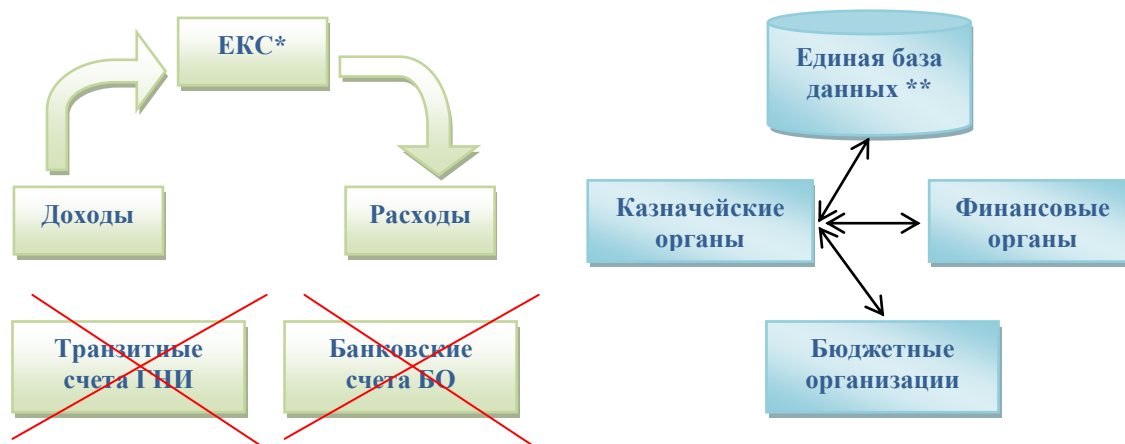 ЕКС*
Доходы
Расходы
Транзитные
счета ГНИ
Банковские
счета БО
Единая база
данных **
Казначейские
органы
Финансовые
органы
Бюджетные
организации